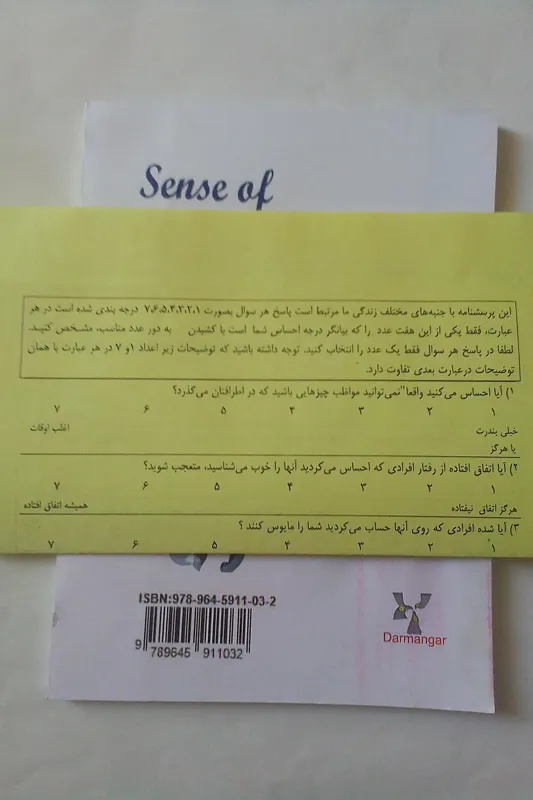 Sense of
این پرسشنامه با جنبه‌های مختلف زندگی ما مرتبط است پاسخ هر سوال بصورت ۷،۶،۵،۴،۳،۲،۱ درجه بندی شده است در هر
عبارت، فقط یکی از این هفت عدد را که بیانگر درجه احساس شما است با کشیدن به دور عدد مناسب، مشخص کنید.
لطفا در پاسخ هر سوال فقط یک عدد را انتخاب کنید. توجه داشته باشید که توضیحات زیر اعداد ۱ و ۷ در هر عبارت با همان
توضیحات درعبارت بعدی تفاوت دارد.
۱) آیا احساس می‌کنید واقعا" نمی‌توانید مواظب چیزهایی باشید که در اطرافتان می‌گذرد؟
۱ ۲ ۳ ۴ ۵ ۶ ۷
خیلی بندرت اغلب اوقات
یا هرگز
۲) آیا اتفاق افتاده از رفتار افرادی که احساس می‌کردید آنها را خوب می‌شناسید، متعجب شوید؟
۱ ۲ ۳ ۴ ۵ ۶ ۷
هرگز اتفاق نیفتاده همیشه اتفاق افتاده
۳) آیا شده افرادی که روی آنها حساب می‌کردید شما را مایوس کنند ؟
۱ ۲ ۳ ۴ ۵ ۶ ۷
ISBN:978-964-5911-03-2
9 789645 911032
Darmangar